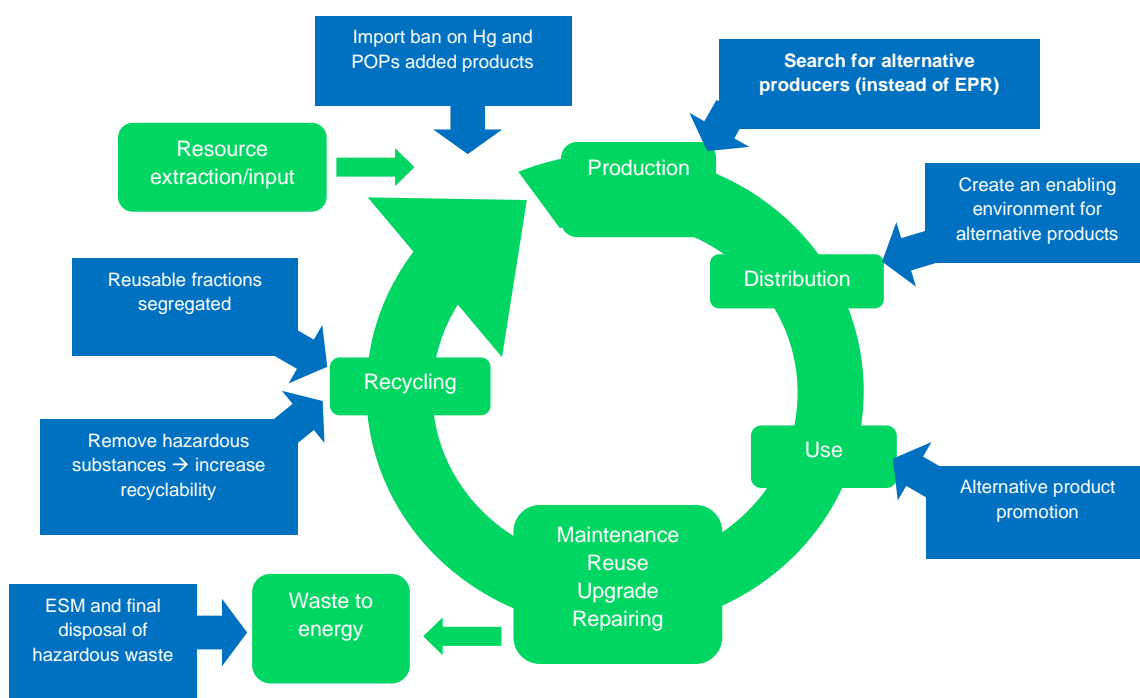 Import ban on Hg and
POPs added products
Search for alternative
producers (instead of EPR)
Resource
extraction/input
Production
Create an enabling
environment for
alternative products
Distribution
Reusable fractions
segregated
Recycling
Remove hazardous
substances → increase
recyclability
Use
Alternative product
promotion
Maintenance
Reuse
Upgrade
Repairing
Waste to
energy
ESM and final
disposal of
hazardous waste